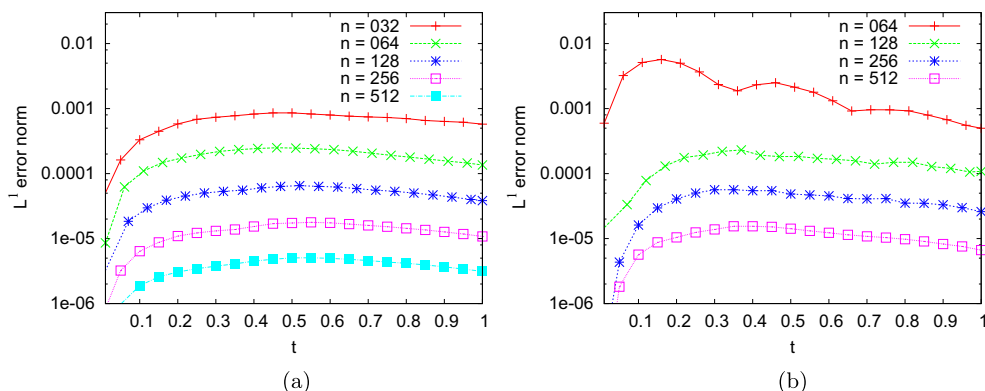 n = 032
n = 064
n = 128
n = 256
n = 512
0.01
0.001
0.0001
1e-05
1e-06
L¹ error norm
0.1 0.2 0.3 0.4 0.5 0.6 0.7 0.8 0.9 1
t
(a)
n = 064
n = 128
n = 256
n = 512
0.01
0.001
0.0001
1e-05
1e-06
L¹ error norm
0.1 0.2 0.3 0.4 0.5 0.6 0.7 0.8 0.9 1
t
(b)